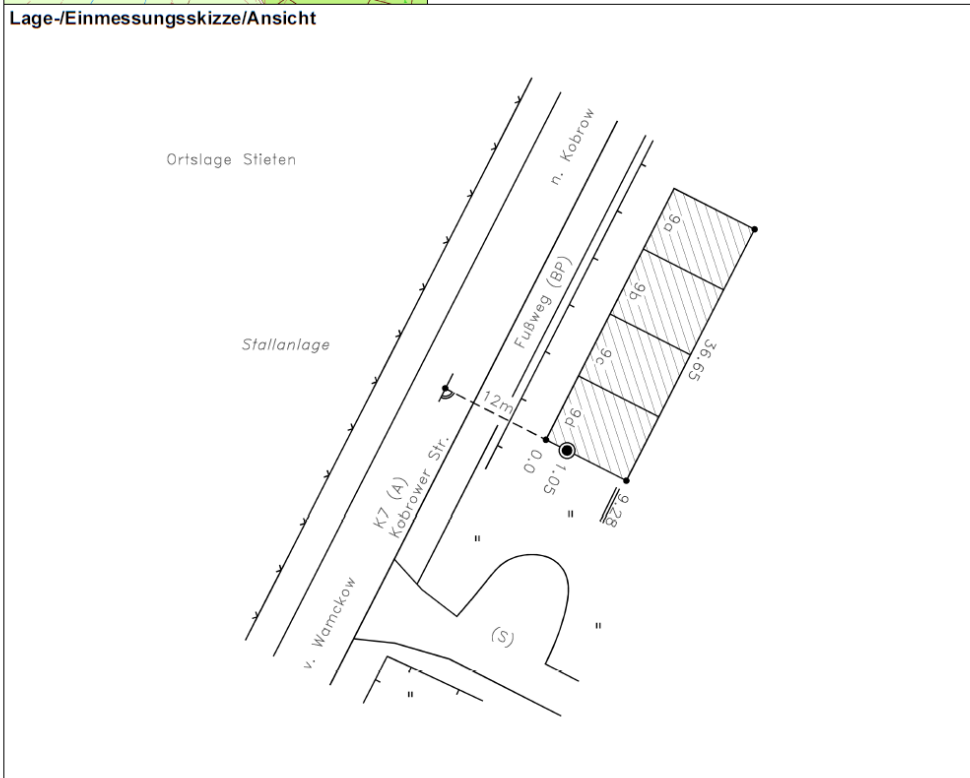 Lage-/Einmessungsskizze/Ansicht
Ortslage Stieten
n. Kobrow
9a
9b
Fußweg (BP)
Stallanlage
9c
36.65
12m
9d
0.0
1.05
9.28
K7 (A)
Kobrower Str.
v. Wamckow
(S)